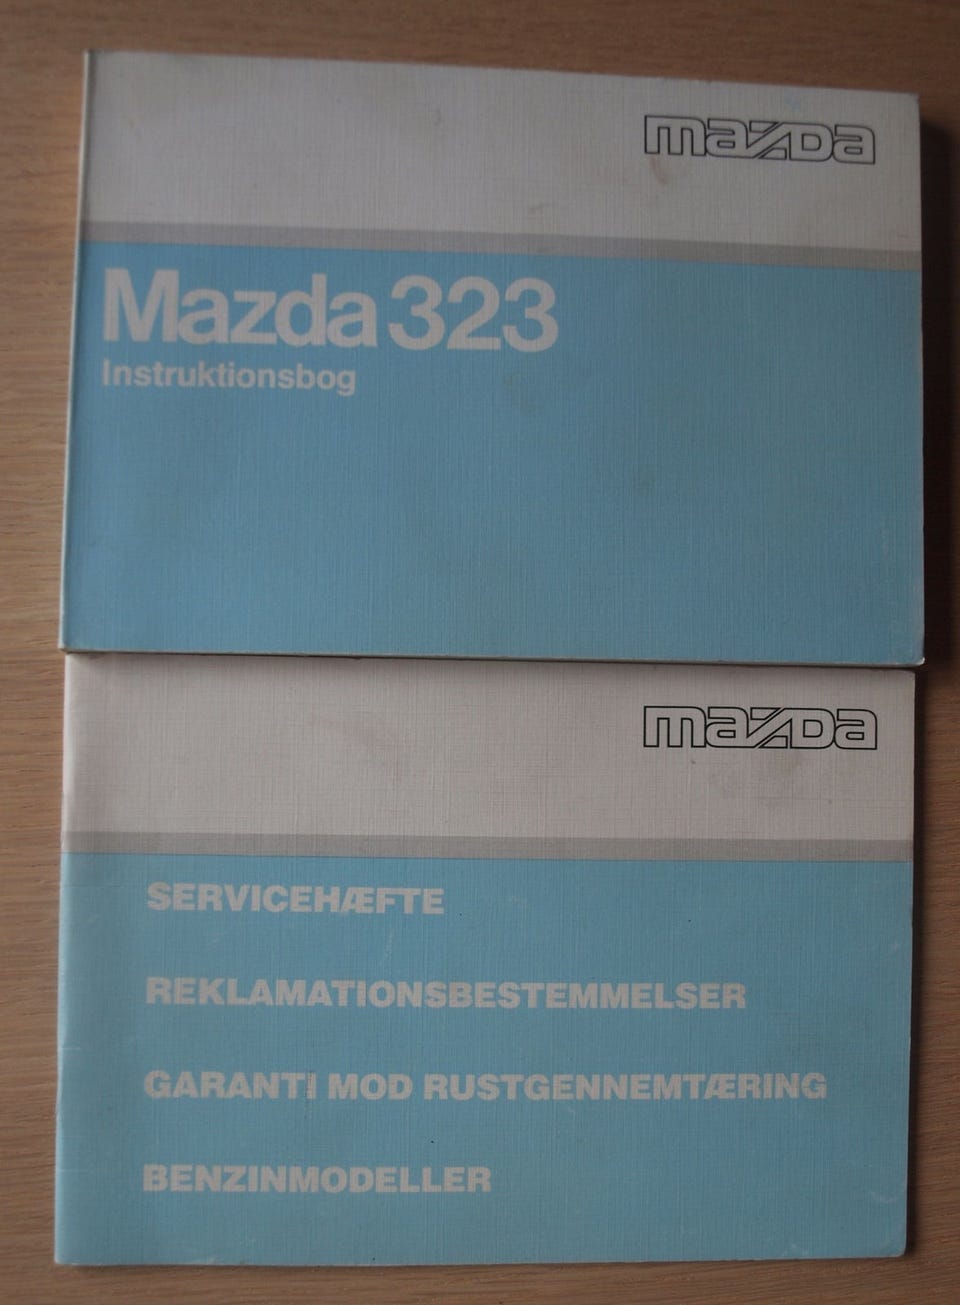 mazda
Mazda 323
Instruktionsbog
mazda
SERVICEHÆFTE
REKLAMATIONSBESTEMMELSER
GARANTI MOD RUSTGENNEMTÆRING
BENZINMODELLER